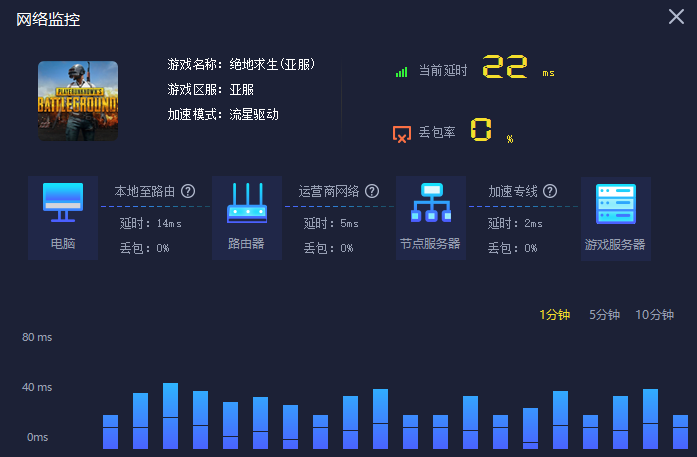 网络监控
游戏名称：绝地求生(亚服)
游戏区服：亚服
加速模式：流星驱动
当前延时 22 ms
丢包率 0 %
PLAYERUNKNOWN'S
BATTLEGROUNDS
本地至路由 ?
运营商网络 ?
加速专线 ?
延时：14ms
延时：5ms
延时：2ms
丢包：0%
丢包：0%
丢包：0%
电脑
路由器
节点服务器
游戏服务器
1分钟 5分钟 10分钟
80 ms
40 ms
0ms